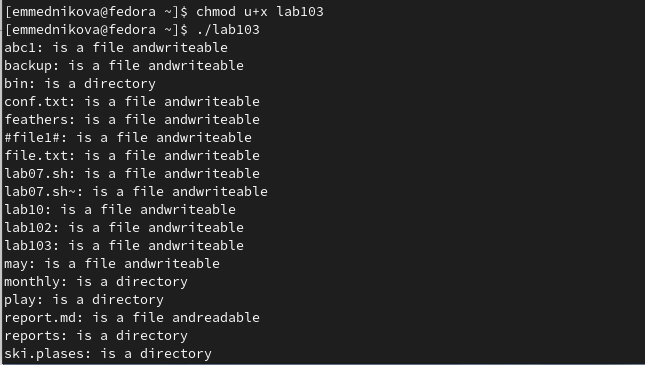 [emmednikova@fedora ~]$ chmod u+x lab103
[emmednikova@fedora ~]$ ./lab103
abc1: is a file andwriteable
backup: is a file andwriteable
bin: is a directory
conf.txt: is a file andwriteable
feathers: is a file andwriteable
#file1#: is a file andwriteable
file.txt: is a file andwriteable
lab07.sh: is a file andwriteable
lab07.sh~: is a file andwriteable
lab10: is a file andwriteable
lab102: is a file andwriteable
lab103: is a file andwriteable
may: is a file andwriteable
monthly: is a directory
play: is a directory
report.md: is a file andreadable
reports: is a directory
ski.plases: is a directory